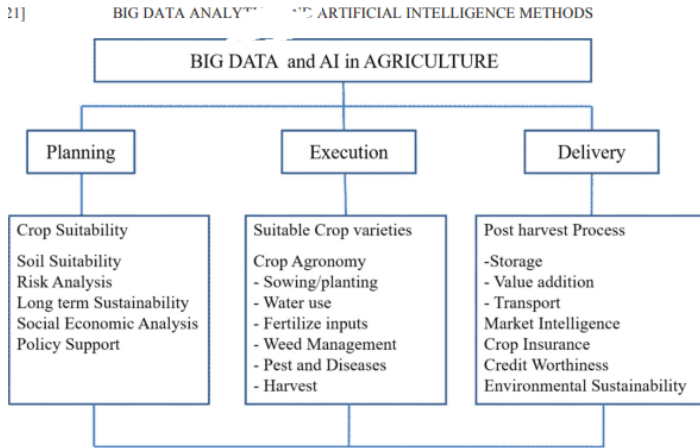 21]
BIG DATA ARTIFICIAL INTELLIGENCE METHODS
BIG DATA and AI in AGRICULTURE
Planning
Execution
Delivery
Crop Suitability
Soil Suitability
Risk Analysis
Long term Sustainability
Social Economic Analysis
Policy Support
Suitable Crop varieties
Crop Agronomy
- Sowing/planting
- Water use
- Fertilize inputs
- Weed Management
- Pest and Diseases
- Harvest
Post harvest Process
-Storage
- Value addition
- Transport
Market Intelligence
Crop Insurance
Credit Worthiness
Environmental Sustainability